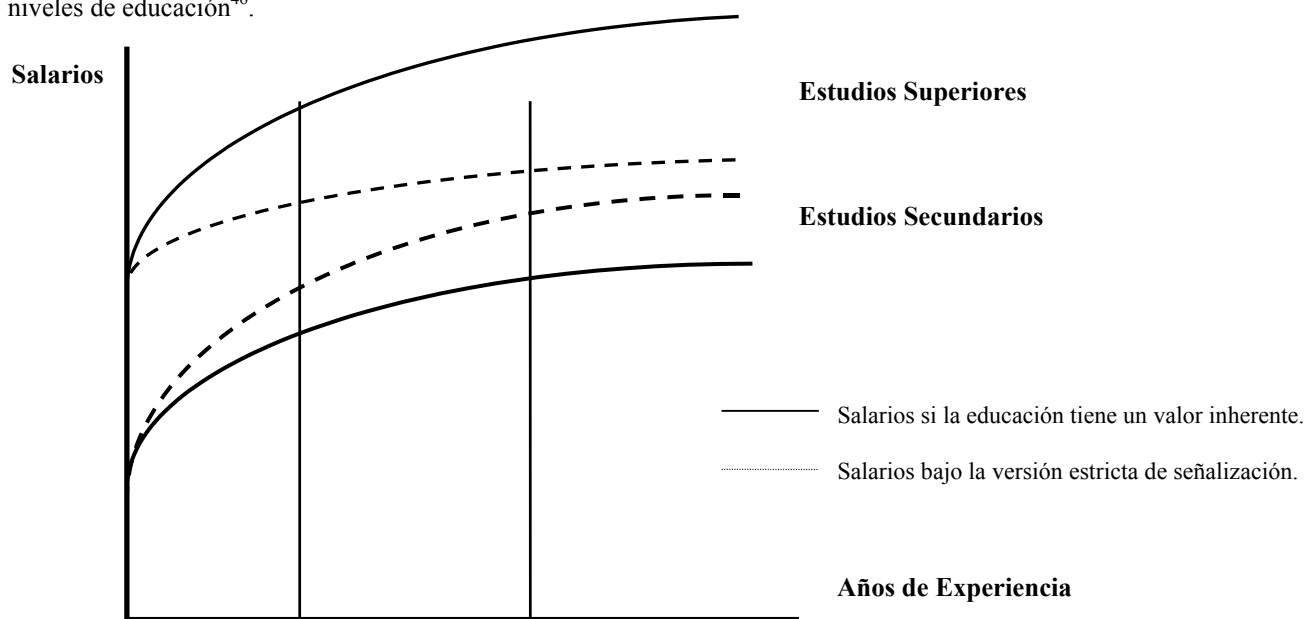 niveles de educación⁴⁶.
Salarios
Estudios Superiores
Estudios Secundarios
Salarios si la educación tiene un valor inherente.
Salarios bajo la versión estricta de señalización.
Años de Experiencia